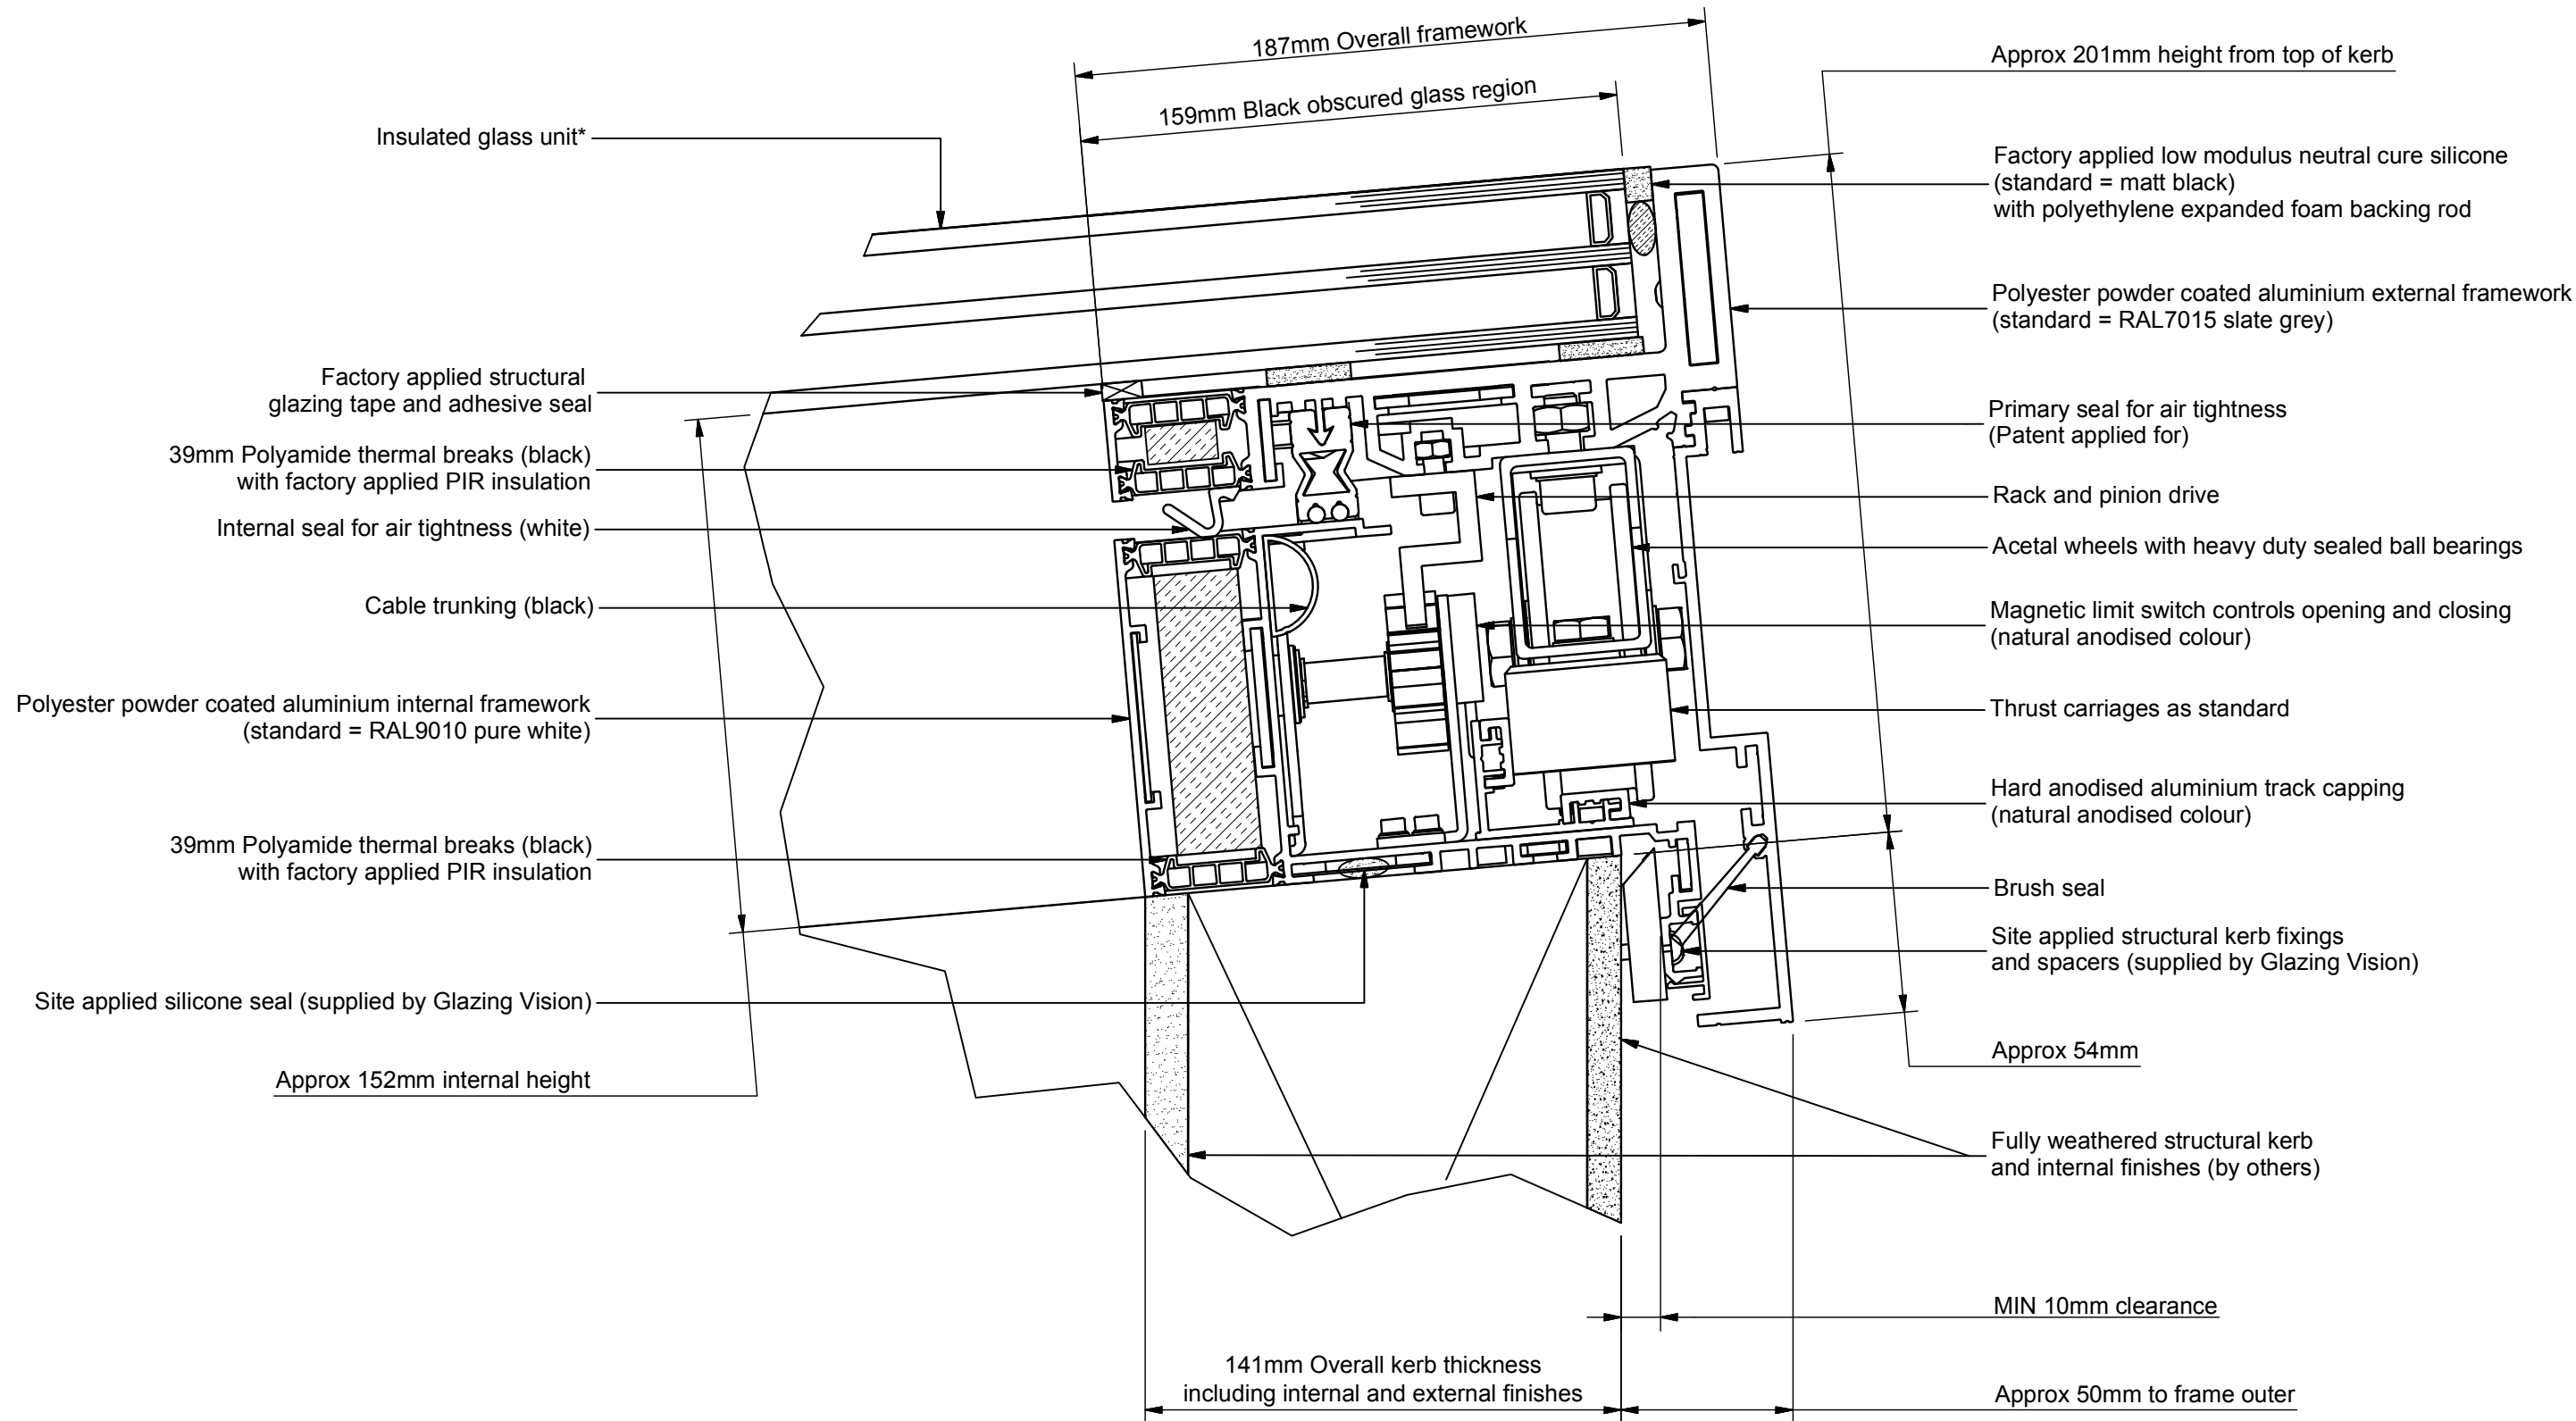 187mm Overall framework
159mm Black obscured glass region
Insulated glass unit*
Factory applied structural
glazing tape and adhesive seal
39mm Polyamide thermal breaks (black)
with factory applied PIR insulation
Internal seal for air tightness (white)
Cable trunking (black)
Polyester powder coated aluminium internal framework
(standard = RAL9010 pure white)
39mm Polyamide thermal breaks (black)
with factory applied PIR insulation
Site applied silicone seal (supplied by Glazing Vision)
Approx 152mm internal height
Approx 201mm height from top of kerb
Factory applied low modulus neutral cure silicone
(standard = matt black)
with polyethylene expanded foam backing rod
Polyester powder coated aluminium external framework
(standard = RAL7015 slate grey)
Primary seal for air tightness
(Patent applied for)
Rack and pinion drive
Acetal wheels with heavy duty sealed ball bearings
Magnetic limit switch controls opening and closing
(natural anodised colour)
Thrust carriages as standard
Hard anodised aluminium track capping
(natural anodised colour)
Brush seal
Site applied structural kerb fixings
and spacers (supplied by Glazing Vision)
Approx 54mm
Fully weathered structural kerb
and internal finishes (by others)
MIN 10mm clearance
141mm Overall kerb thickness
including internal and external finishes
Approx 50mm to frame outer